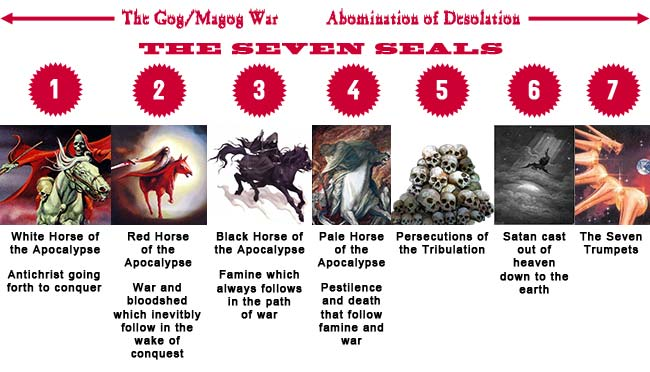 The Gog/Magog War Abomination of Desolation
THE SEVEN SEALS
1 2 3 4 5 6 7
White Horse of
the Apocalypse
Antichrist going
forth to conquer
Red Horse
of the
Apocalypse
War and
bloodshed
which inevitbly
follow in the
wake of
conquest
Black Horse of
the Apocalypse
Famine which
always follows
in the path
of war
Pale Horse
of the
Apocalypse
Pestilence
and death
that follow
famine and
war
Persecutions of
the Tribulation
Satan cast
out of
heaven
down to the
earth
The Seven
Trumpets